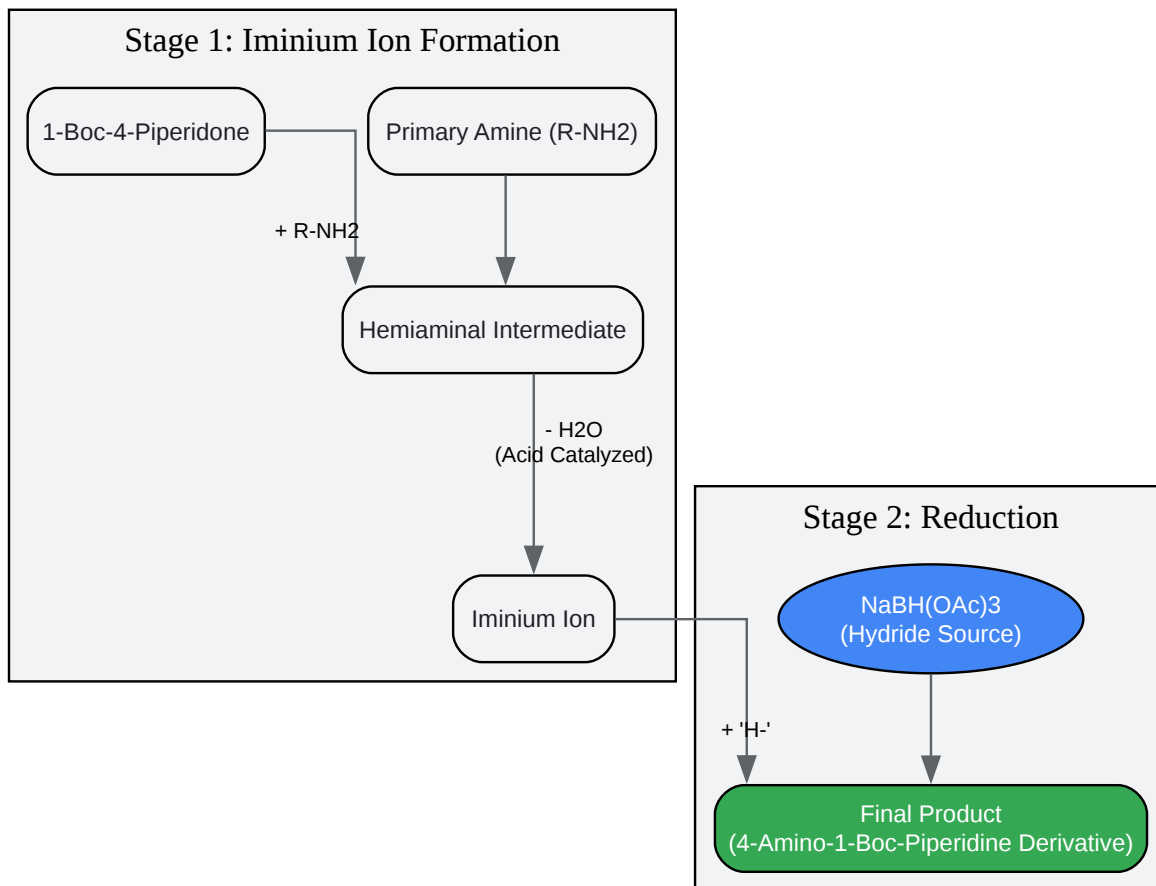 Stage 1: Iminium Ion Formation
1-Boc-4-Piperidone
Primary Amine (R-NH2)
+ R-NH2
Hemiaminal Intermediate
- H2O
(Acid Catalyzed)
Iminium Ion
Stage 2: Reduction
NaBH(OAc)3
(Hydride Source)
+ 'H-'
Final Product
(4-Amino-1-Boc-Piperidine Derivative)